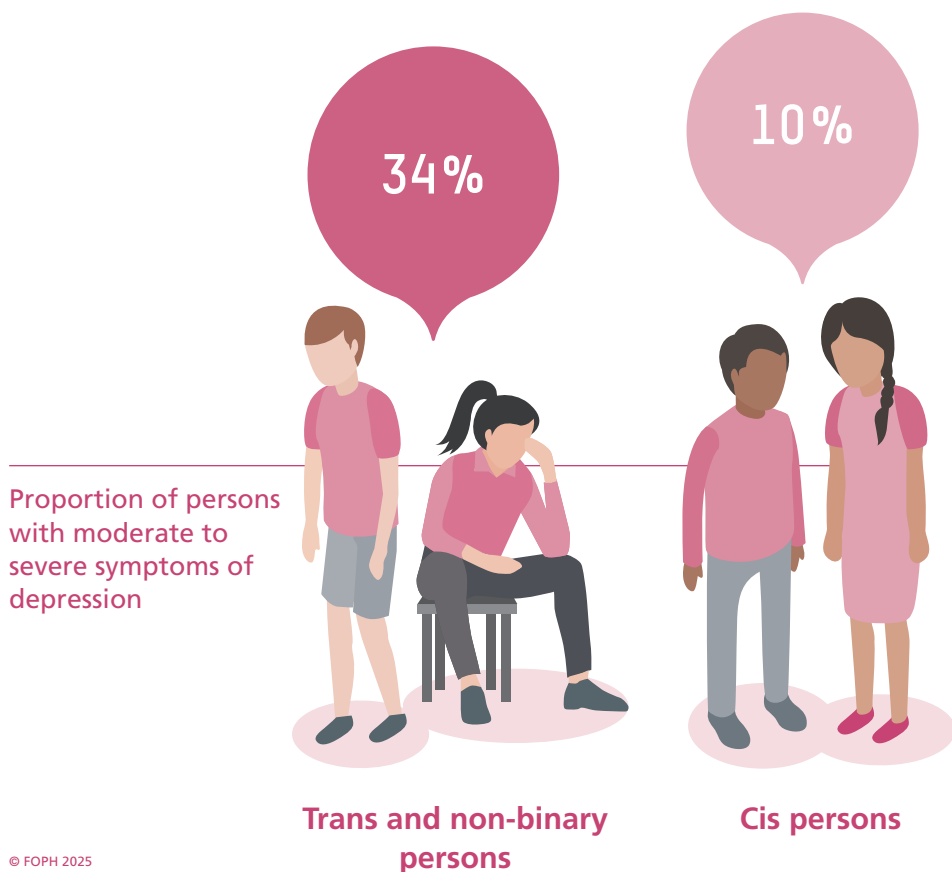 34%
10%
Proportion of persons
with moderate to
severe symptoms of
depression
Trans and non-binary
persons
Cis persons
© FOPH 2025